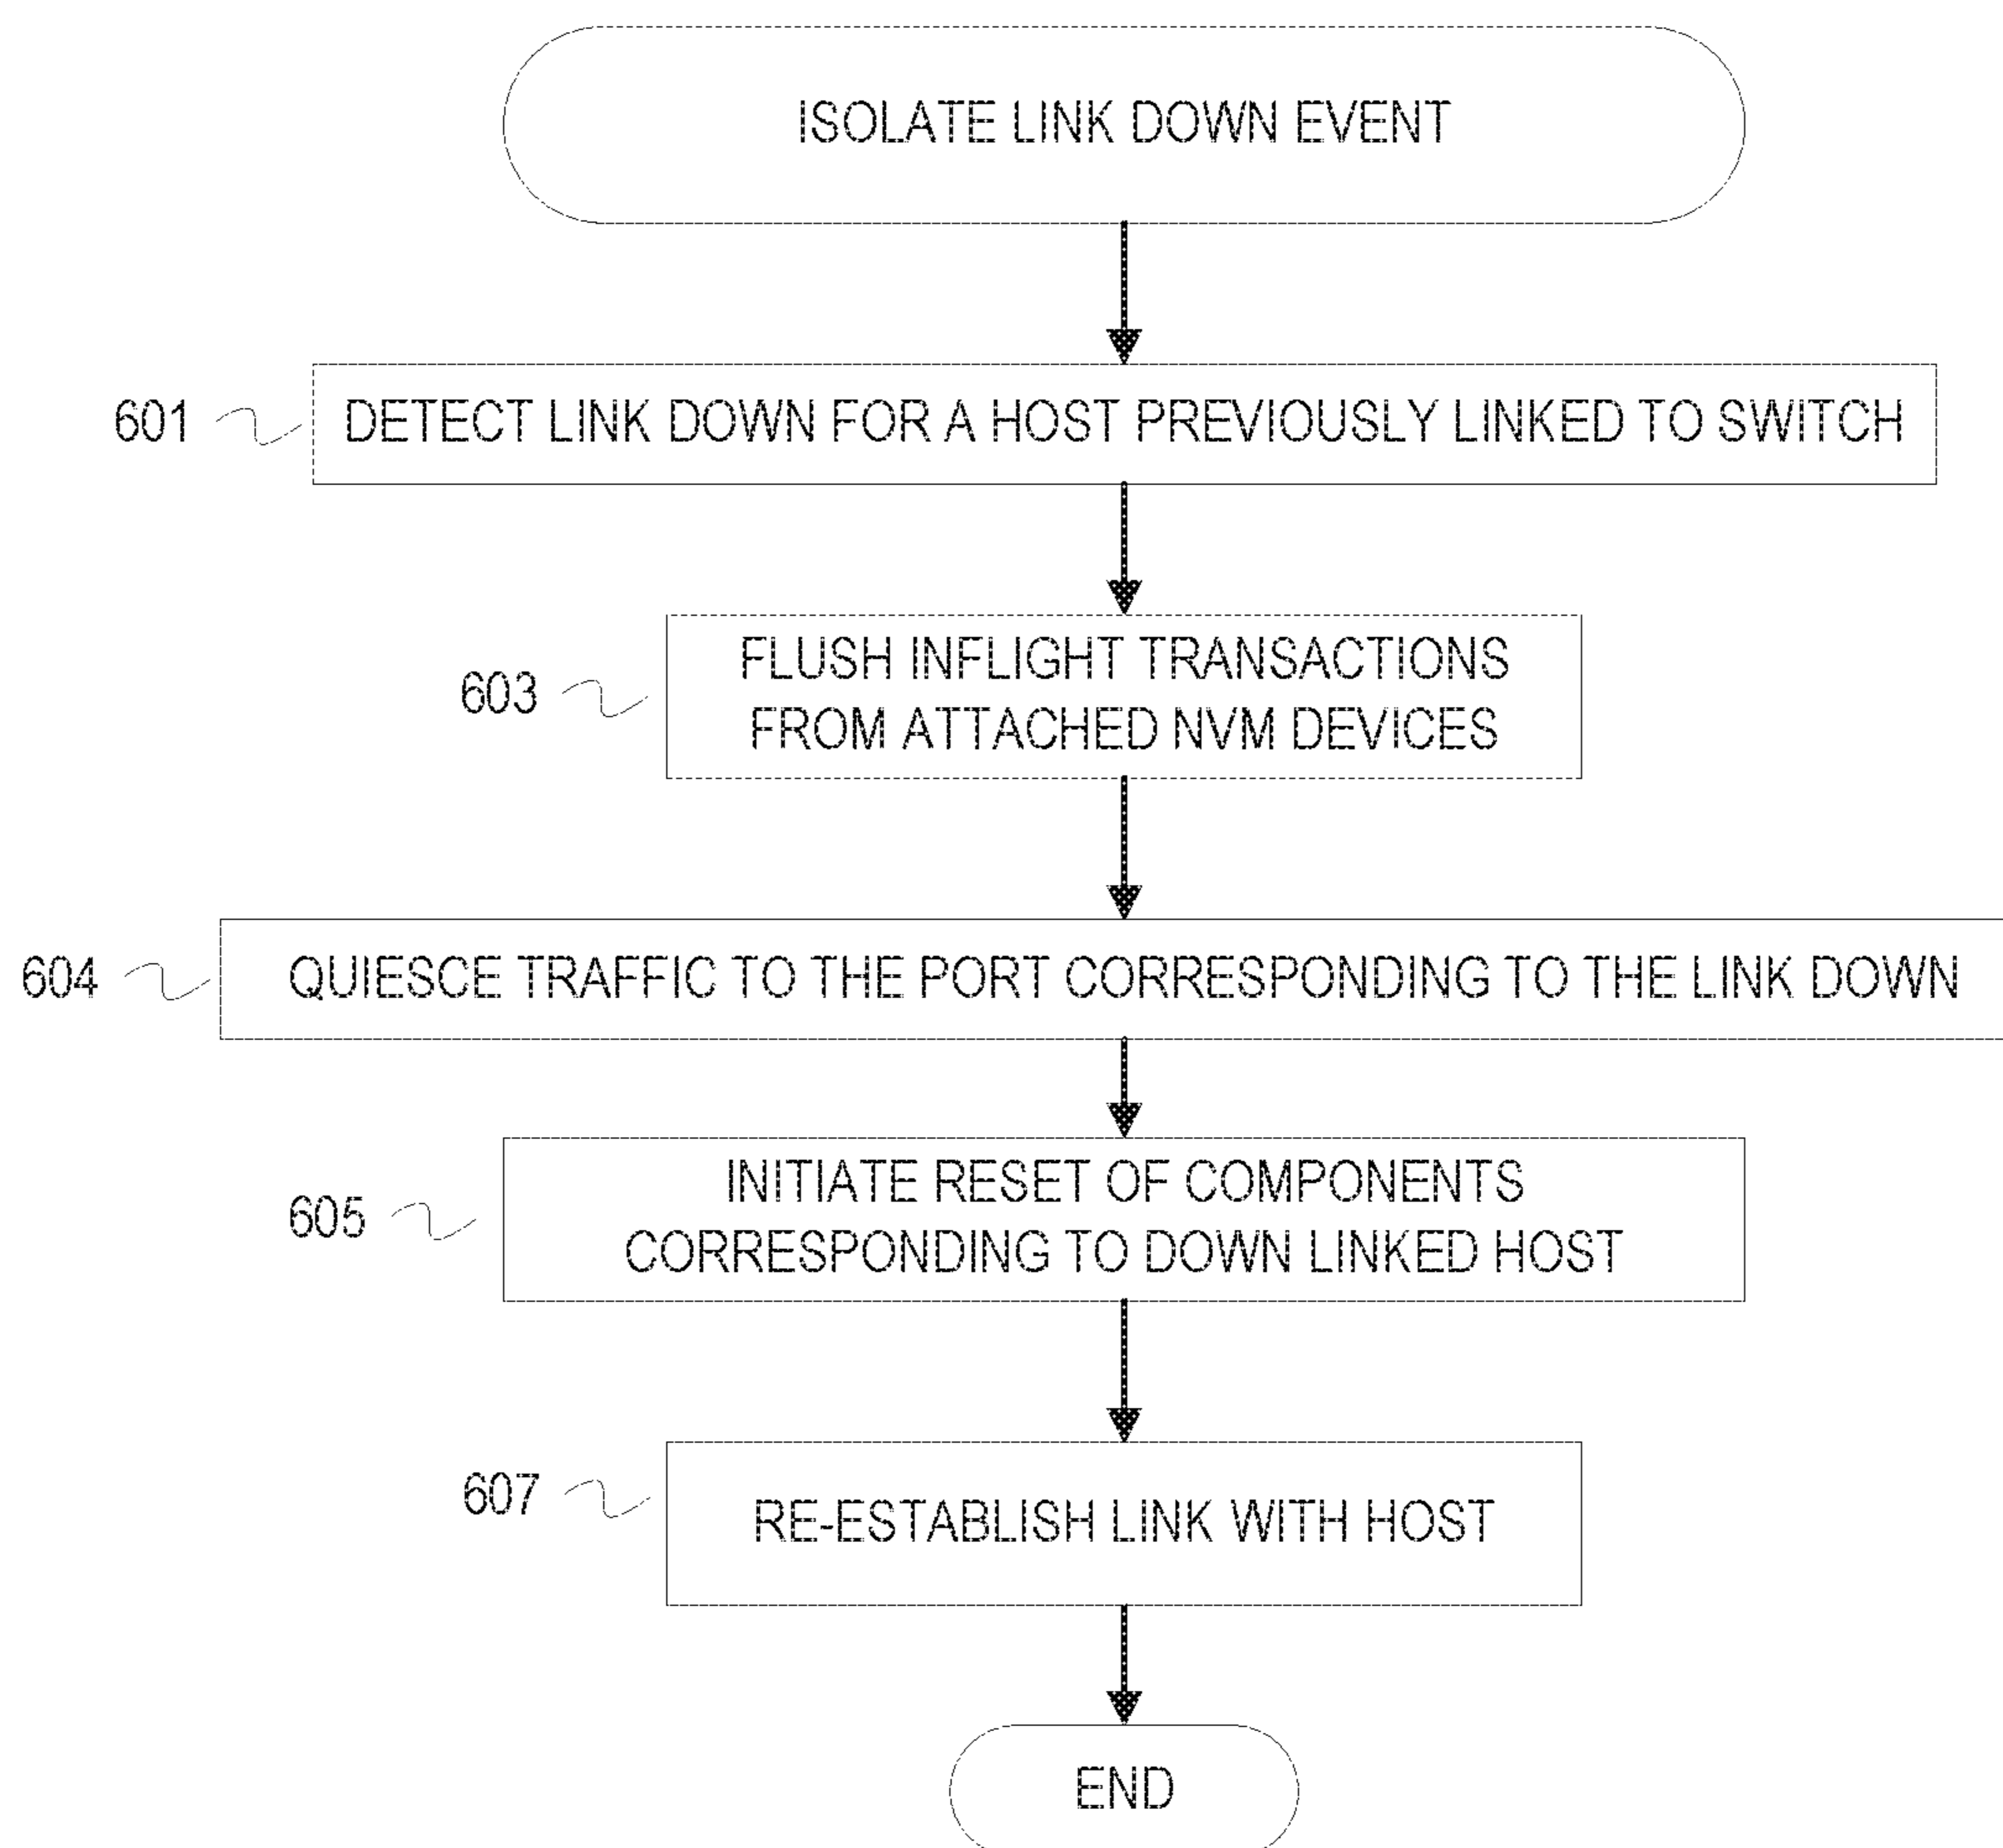 ISOLATE LINK DOWN EVENT
601 DETECT LINK DOWN FOR A HOST PREVIOUSLY LINKED TO SWITCH
603 FLUSH INFLIGHT TRANSACTIONS
FROM ATTACHED NVM DEVICES
604 QUIESCE TRAFFIC TO THE PORT CORRESPONDING TO THE LINK DOWN
605 INITIATE RESET OF COMPONENTS
CORRESPONDING TO DOWN LINKED HOST
607 RE-ESTABLISH LINK WITH HOST
END